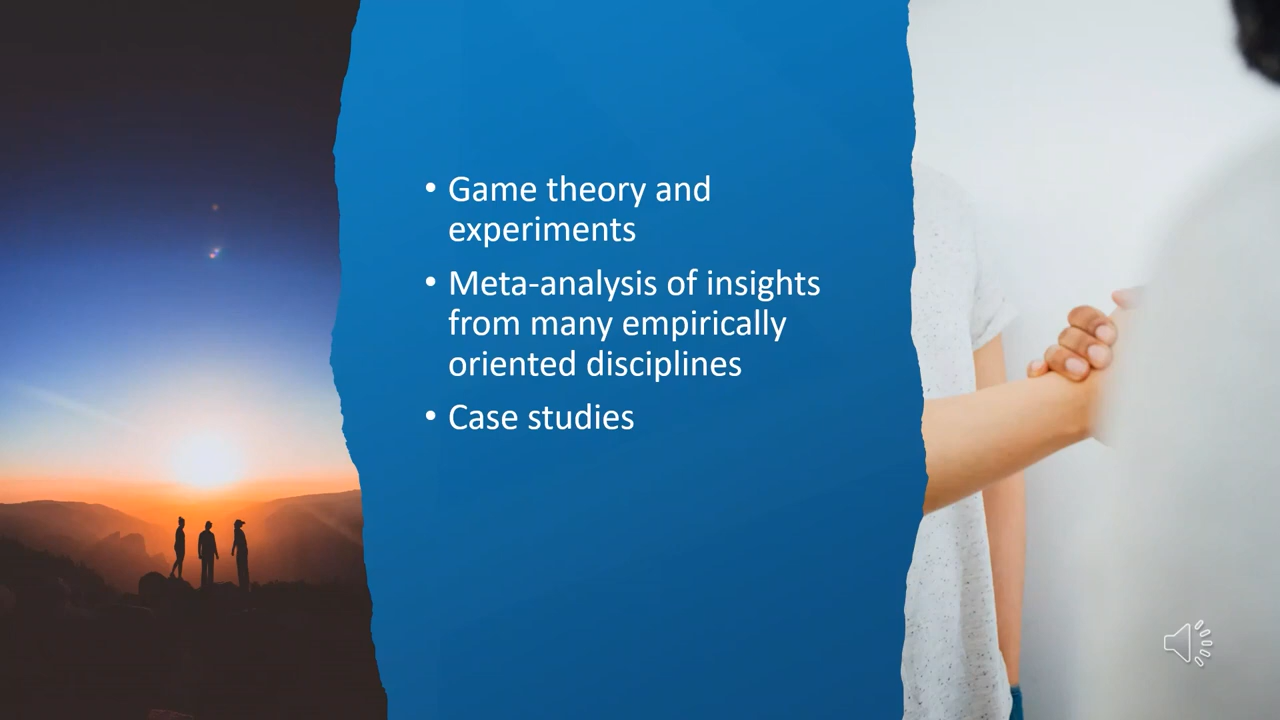 • Game theory and
experiments
• Meta-analysis of insights
from many empirically
oriented disciplines
• Case studies